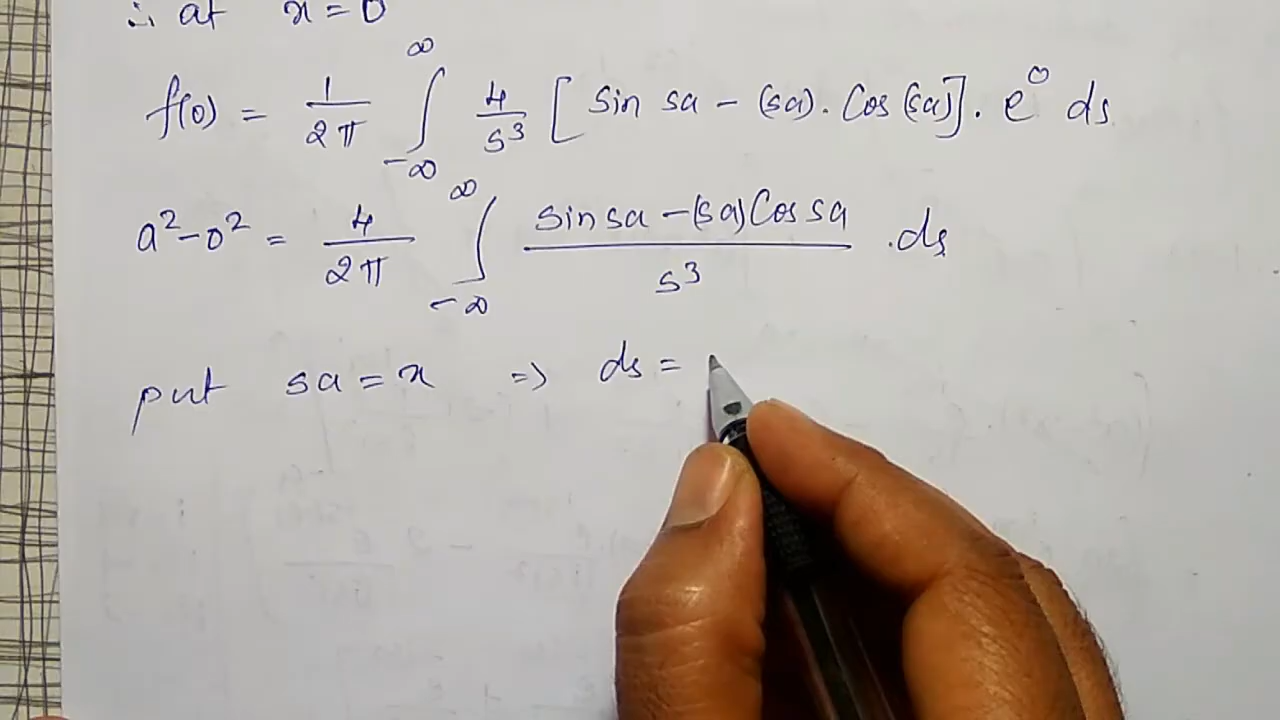 ∴ at x = 0
f(0) = 1/2π ∫_{-∞}^{∞} 4/s³ [sin sa − (sa). Cos (sa)]. e⁰ ds
a² − 0² = 4/2π ∫_{-∞}^{∞} (sin sa − (sa) Cos sa)/s³ . ds
put sa = x => ds =